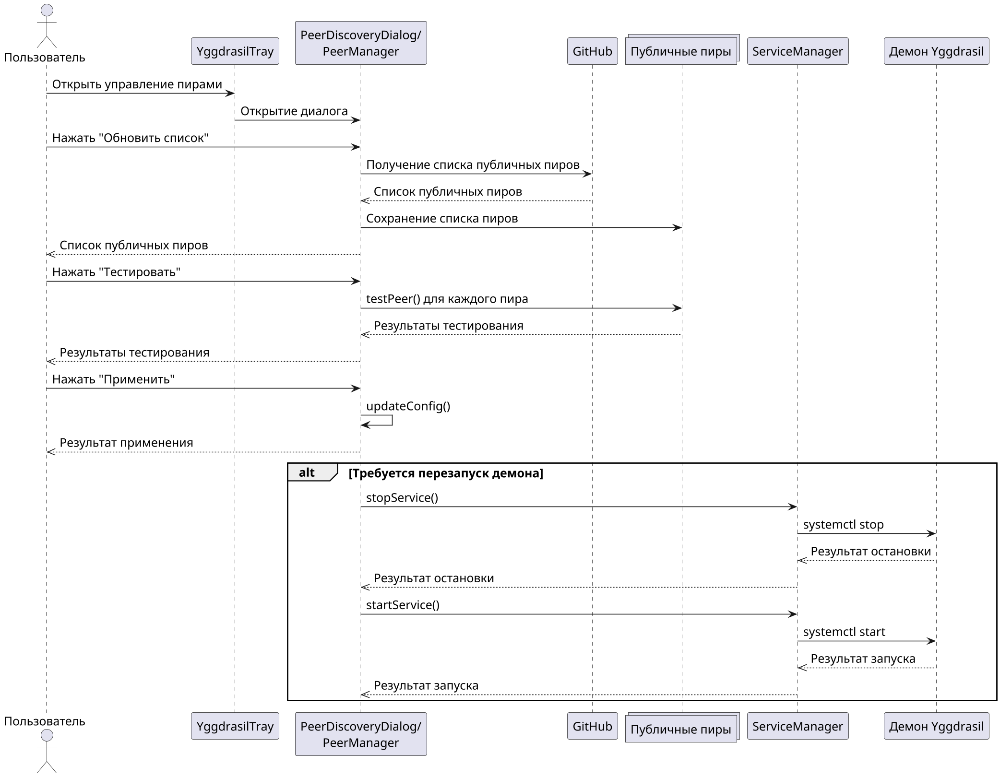 Пользователь
YggdrasilTray
PeerDiscoveryDialog/
PeerManager
GitHub
Публичные пиры
ServiceManager
Демон Yggdrasil
Открыть управление пирами
Открытие диалога
Нажать "Обновить список"
Получение списка публичных пиров
Список публичных пиров
Сохранение списка пиров
Список публичных пиров
Нажать "Тестировать"
testPeer() для каждого пира
Результаты тестирования
Результаты тестирования
Нажать "Применить"
updateConfig()
Результат применения
alt [Требуется перезапуск демона]
stopService()
systemctl stop
Результат остановки
Результат остановки
startService()
systemctl start
Результат запуска
Результат запуска
Пользователь
YggdrasilTray
PeerDiscoveryDialog/
PeerManager
GitHub
Публичные пиры
ServiceManager
Демон Yggdrasil